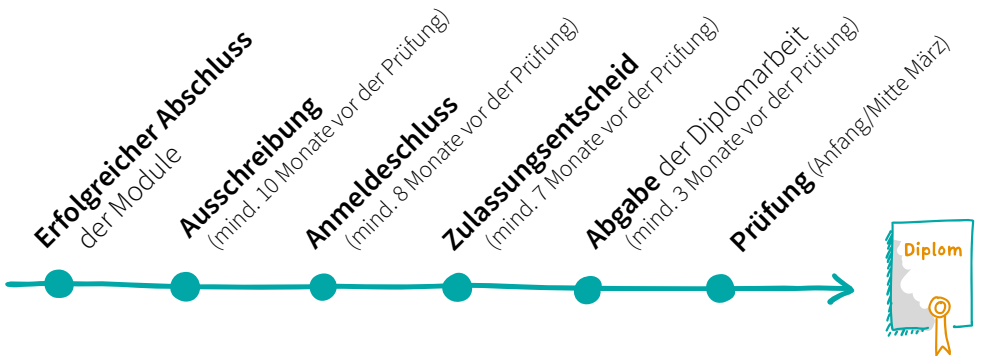 Erfolgreicher Abschluss
der Module
Ausschreibung
(mind. 10 Monate vor der Prüfung)
Anmeldeschluss
(mind. 8 Monate vor der Prüfung)
Zulassungsentscheid
(mind. 7 Monate vor der Prüfung)
Abgabe der Diplomarbeit
(mind. 3 Monate vor der Prüfung)
Prüfung (Anfang/Mitte März)
Diplom